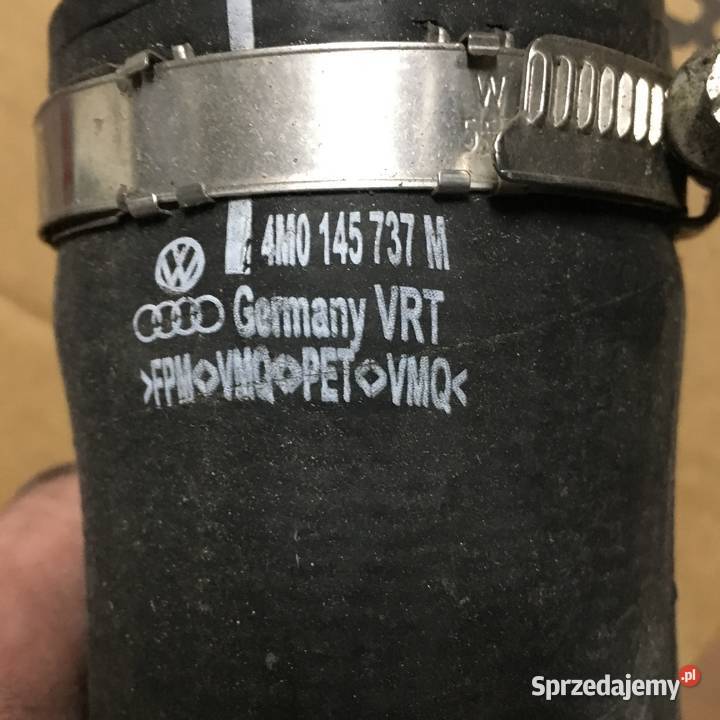 4M0 145 737 M
Germany VRT
>FPM<>VMQ<>PET<>VMQ<
Sprzedajemy.pl